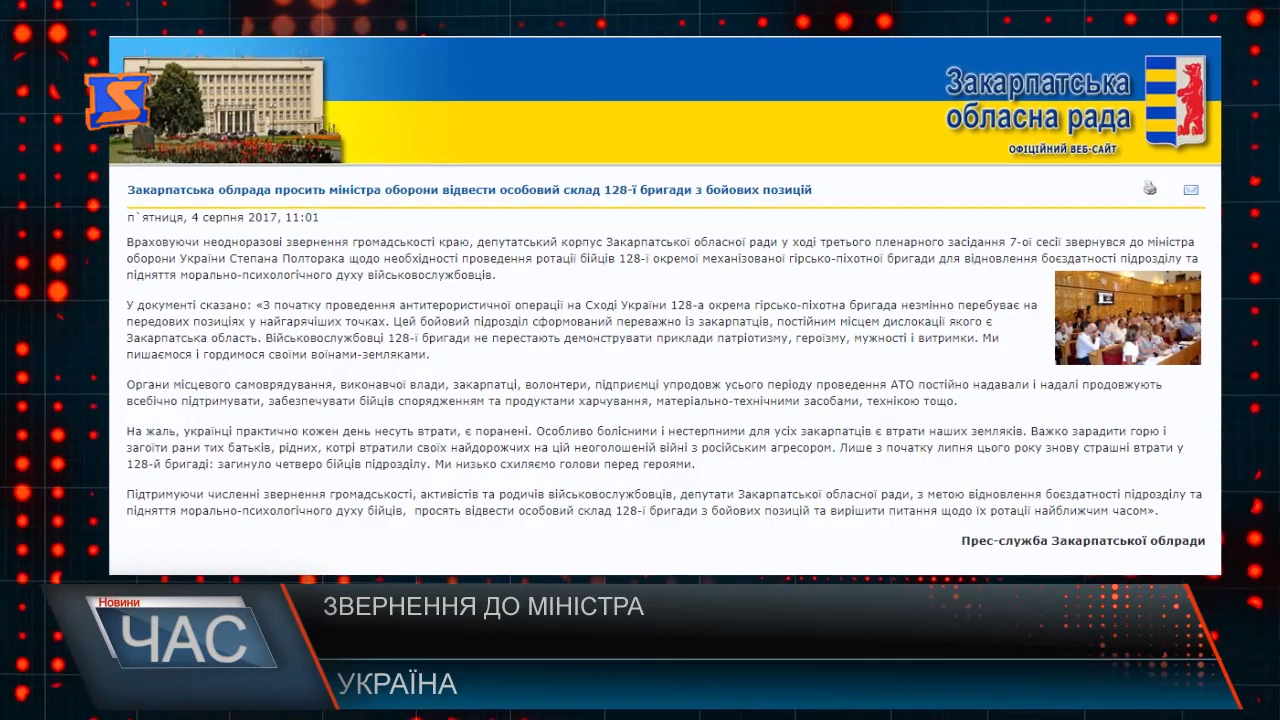 Закарпатська
обласна рада
ОФІЦІЙНИЙ ВЕБ-САЙТ
Закарпатська облрада просить міністра оборони відвести особовий склад 128-ї бригади з бойових позицій
п`ятниця, 4 серпня 2017, 11:01
Враховуючи неодноразові звернення громадськості краю, депутатський корпус Закарпатської обласної ради у ході третього пленарного засідання 7-ої сесії звернувся до міністра
оборони України Степана Полторака щодо необхідності проведення ротації бійців 128-ї окремої механізованої гірсько-піхотної бригади для відновлення боєздатності підрозділу та
підняття морально-психологічного духу військовослужбовців.
У документі сказано: «З початку проведення антитерористичної операції на Сході України 128-а окрема гірсько-піхотна бригада незмінно перебуває на
передових позиціях у найгарячіших точках. Цей бойовий підрозділ сформований переважно із закарпатців, постійним місцем дислокації якого є
Закарпатська область. Військовослужбовці 128-ї бригади не перестають демонструвати приклади патріотизму, героїзму, мужності і витримки. Ми
пишаємося і гордимося своїми воїнами-земляками.
Органи місцевого самоврядування, виконавчої влади, закарпатці, волонтери, підприємці упродовж усього періоду проведення АТО постійно надавали і надалі продовжують
всебічно підтримувати, забезпечувати бійців спорядженням та продуктами харчування, матеріально-технічними засобами, технікою тощо.
На жаль, українці практично кожен день несуть втрати, є поранені. Особливо болісними і нестерпними для усіх закарпатців є втрати наших земляків. Важко зарадити горю і
загоїти рани тих батьків, рідних, котрі втратили своїх найдорожчих на цій неоголошеній війні з російським агресором. Лише з початку липня цього року знову страшні втрати у
128-й бригаді: загинуло четверо бійців підрозділу. Ми низько схиляємо голови перед героями.
Підтримуючи численні звернення громадськості, активістів та родичів військовослужбовців, депутати Закарпатської обласної ради, з метою відновлення боєздатності підрозділу та
підняття морально-психологічного духу бійців, просять відвести особовий склад 128-ї бригади з бойових позицій та вирішити питання щодо їх ротації найближчим часом».
Прес-служба Закарпатської облради
Новини
ЧАС
ЗВЕРНЕННЯ ДО МІНІСТРА
УКРАЇНА